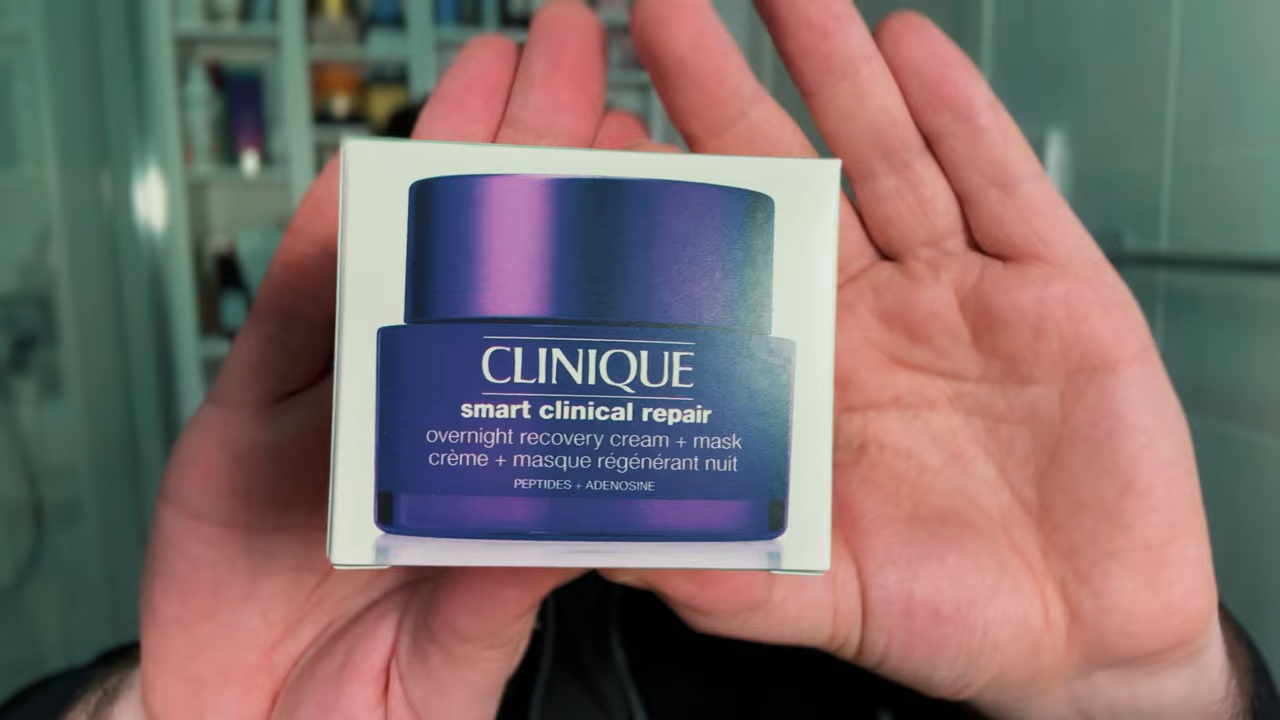 CLINIQUE
smart clinical repair
overnight recovery cream + mask
crème + masque régénérant nuit
PEPTIDES + ADENOSINE